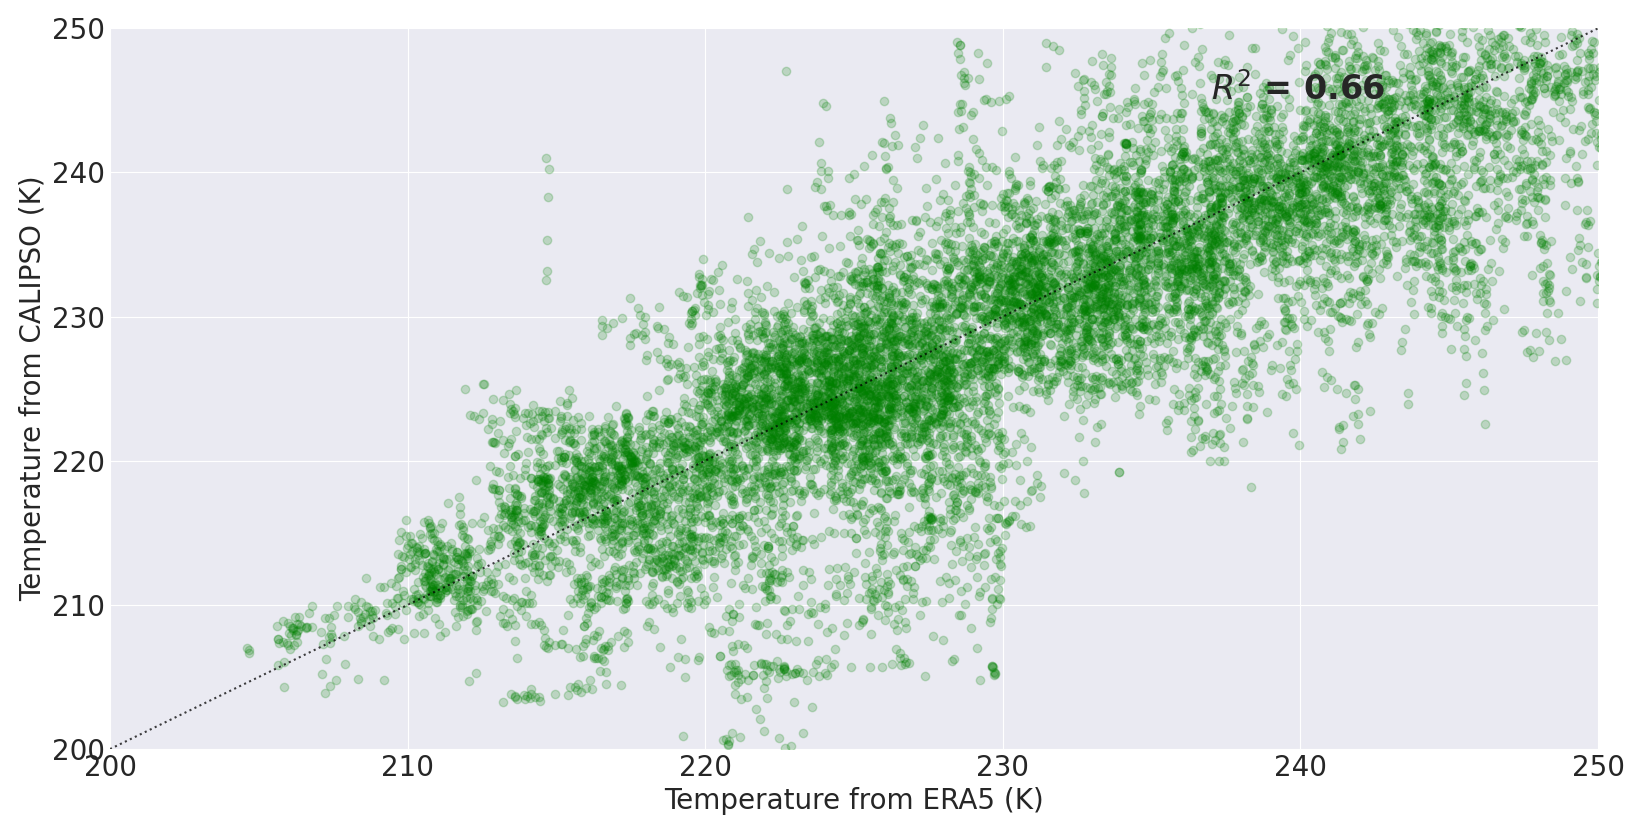 250
240
230
220
210
200
Temperature from CALIPSO (K)
R² = 0.66
200 210 220 230 240 250
Temperature from ERA5 (K)